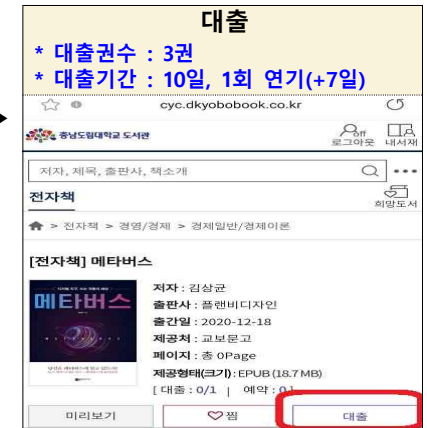 대출
* 대출권수 : 3권
* 대출기간 : 10일, 1회 연기(+7일)
cyc.dkyobobook.co.kr
충남도립대학교 도서관
off
로그아웃 내서재
저자, 제목, 출판사, 책소개
전자책
희망도서
> 전자책 > 경영/경제 > 경제일반/경제이론
[전자책] 메타버스
메타버스
저자 : 김상균
출판사 : 플랜비디자인
출간일 : 2020-12-18
제공처 : 교보문고
페이지 : 총 0Page
제공형태(크기) : EPUB (18.7 MB)
[ 대출 : 0/1 | 예약 : 0 ]
미리보기
찜
대출